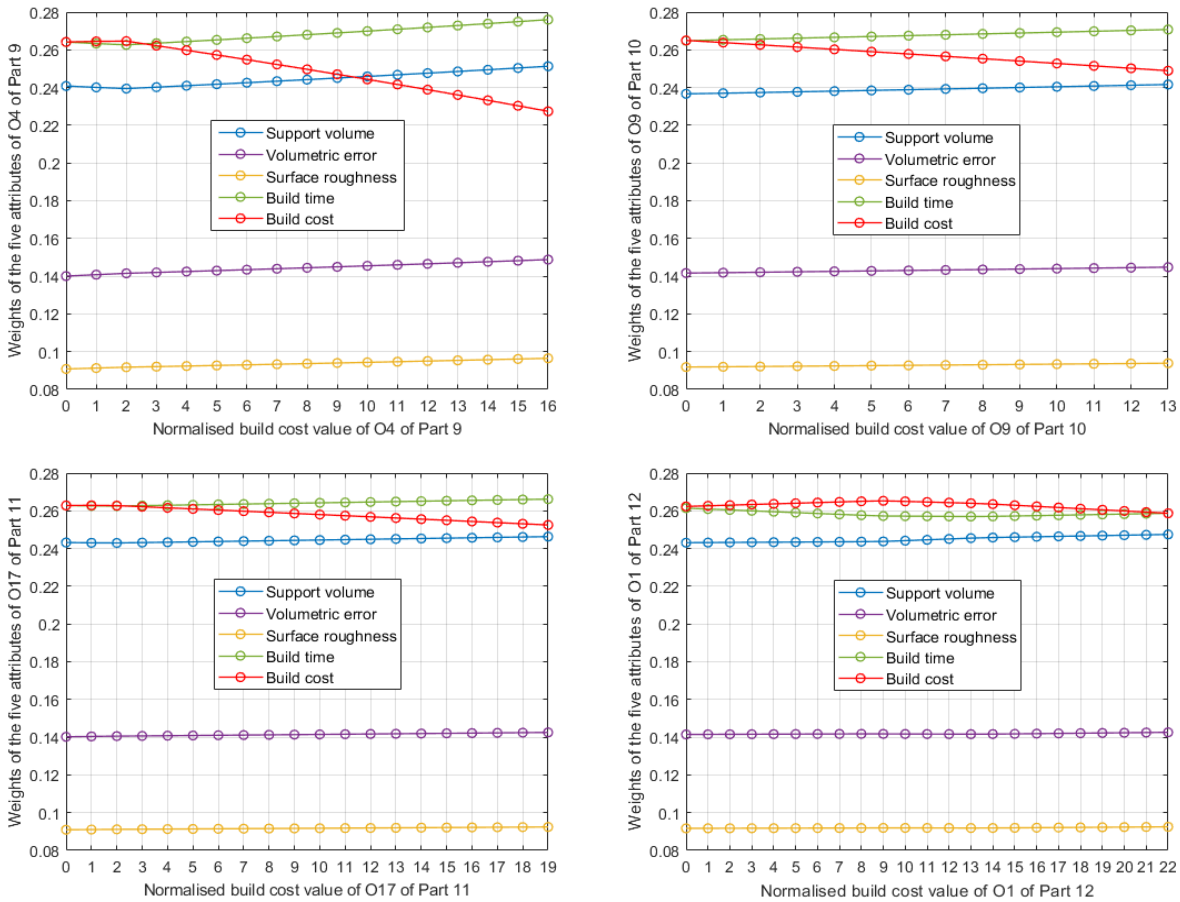 Weights of the five attributes of O4 of Part 9
0.28
0.26
0.24
0.22
0.2
0.18
0.16
0.14
0.12
0.1
0.08
Support volume
Volumetric error
Surface roughness
Build time
Build cost
0 1 2 3 4 5 6 7 8 9 10 11 12 13 14 15 16
Normalised build cost value of O4 of Part 9
Weights of the five attributes of O9 of Part 10
0.28
0.26
0.24
0.22
0.2
0.18
0.16
0.14
0.12
0.1
0.08
Support volume
Volumetric error
Surface roughness
Build time
Build cost
0 1 2 3 4 5 6 7 8 9 10 11 12 13
Normalised build cost value of O9 of Part 10
Weights of the five attributes of O17 of Part 11
0.28
0.26
0.24
0.22
0.2
0.18
0.16
0.14
0.12
0.1
0.08
Support volume
Volumetric error
Surface roughness
Build time
Build cost
0 1 2 3 4 5 6 7 8 9 10 11 12 13 14 15 16 17 18 19
Normalised build cost value of O17 of Part 11
Weights of the five attributes of O1 of Part 12
0.28
0.26
0.24
0.22
0.2
0.18
0.16
0.14
0.12
0.1
0.08
Support volume
Volumetric error
Surface roughness
Build time
Build cost
0 1 2 3 4 5 6 7 8 9 10 11 12 13 14 15 16 17 18 19 20 21 22
Normalised build cost value of O1 of Part 12